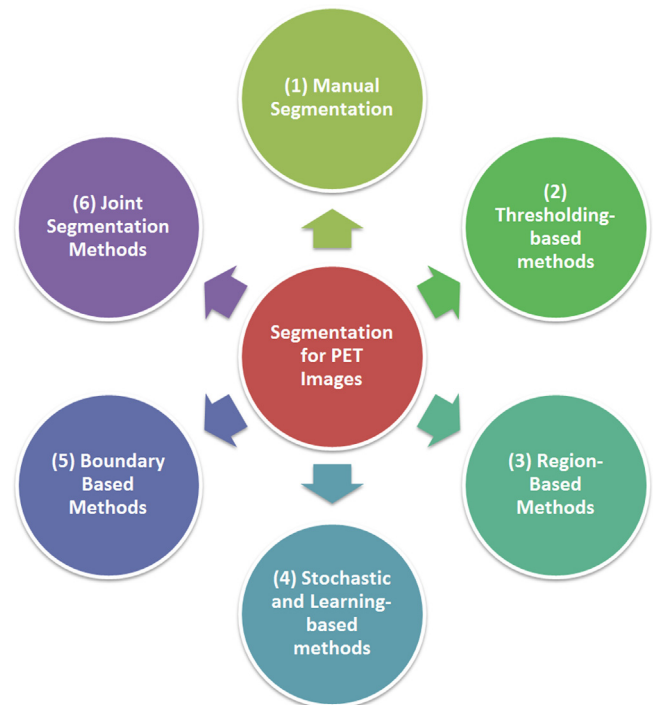 (1) Manual
Segmentation
(2)
Thresholding-
based
methods
(3) Region-
Based
Methods
(4) Stochastic
and Learning-
based
methods
(5) Boundary
Based
Methods
(6) Joint
Segmentation
Methods
Segmentation
for PET
Images